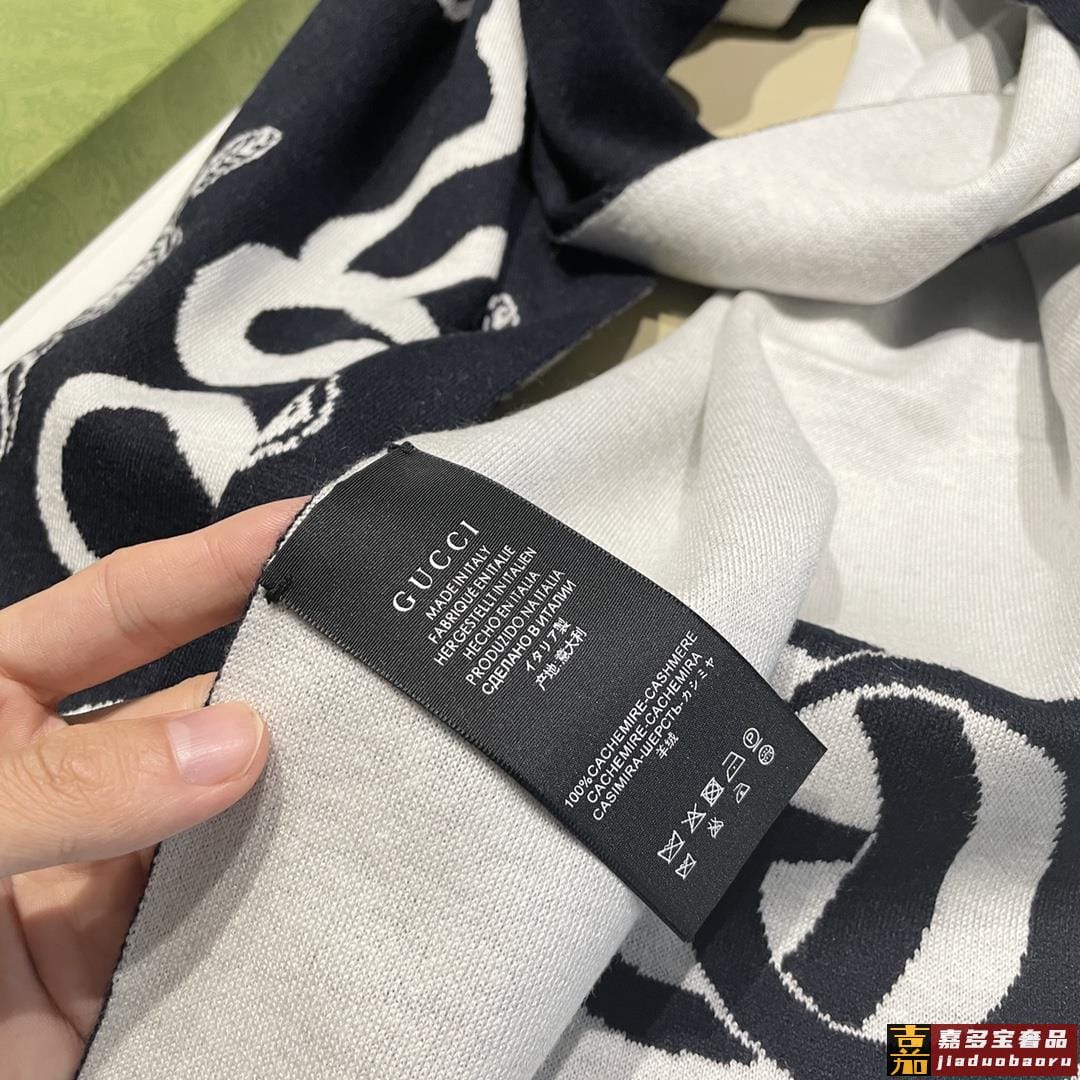 GUCCI
MADE IN ITALY
FABRIQUE EN ITALIE
HERGESTELLT IN ITALIEN
HECHO EN ITALIA
PRODUZIDO NA ITALIA
СДЕЛАНО В ИТАЛИИ
イタリア製
产地:意大利
100%CACHEMIRE-CASHMERE
CACHEMIRE-CACHEMIRA
CASIMIRA-ШЕРСТЬ-カシミヤ
羊绒
P
吉茄
嘉多宝奢品
jiaduobaoru